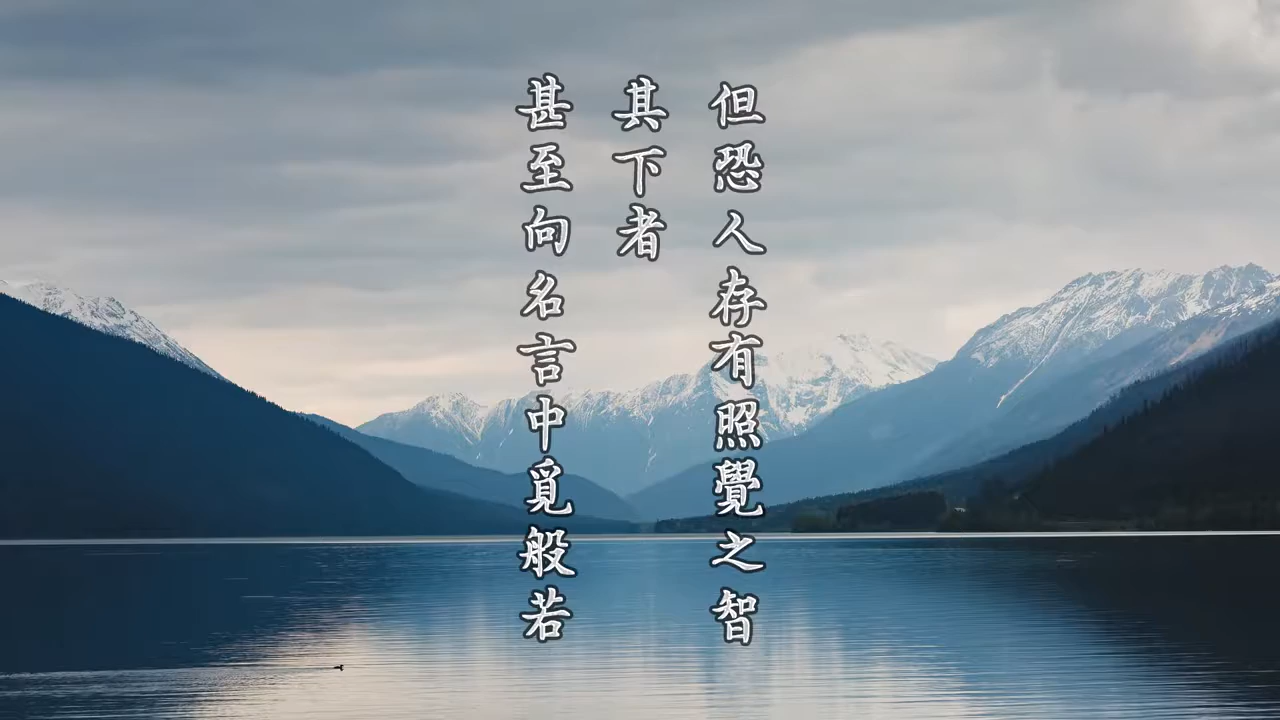 但恐人存有照覺之智
其下者
甚至向名言中覓般若